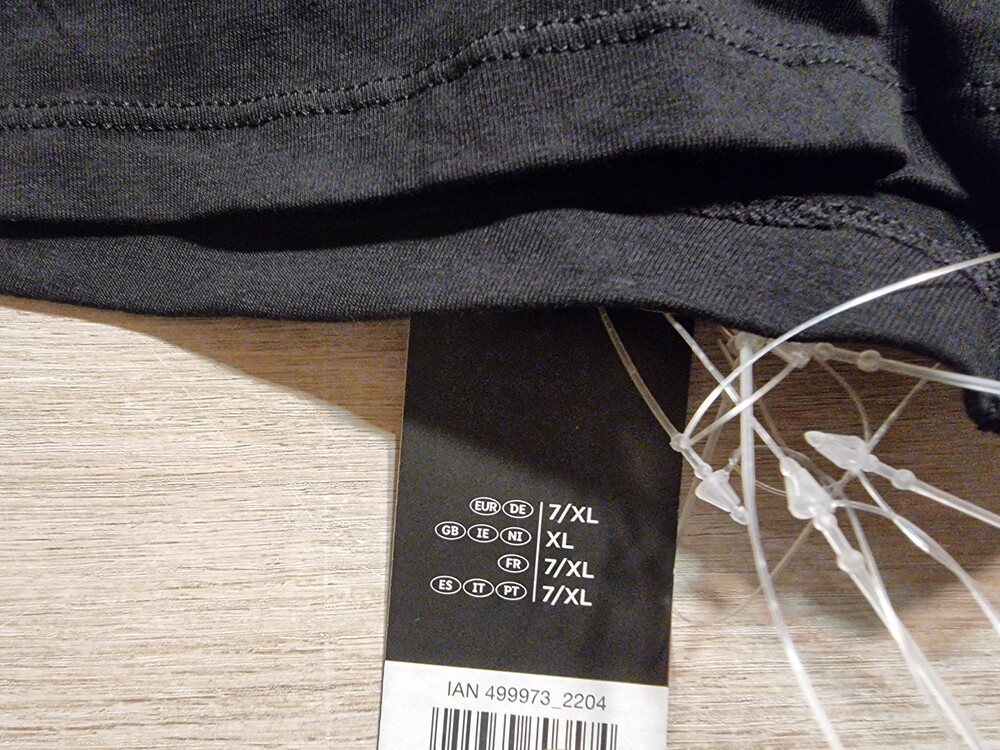 EUR DE 7/XL
GB IE NI XL
FR 7/XL
ES IT PT 7/XL
IAN 499973_2204